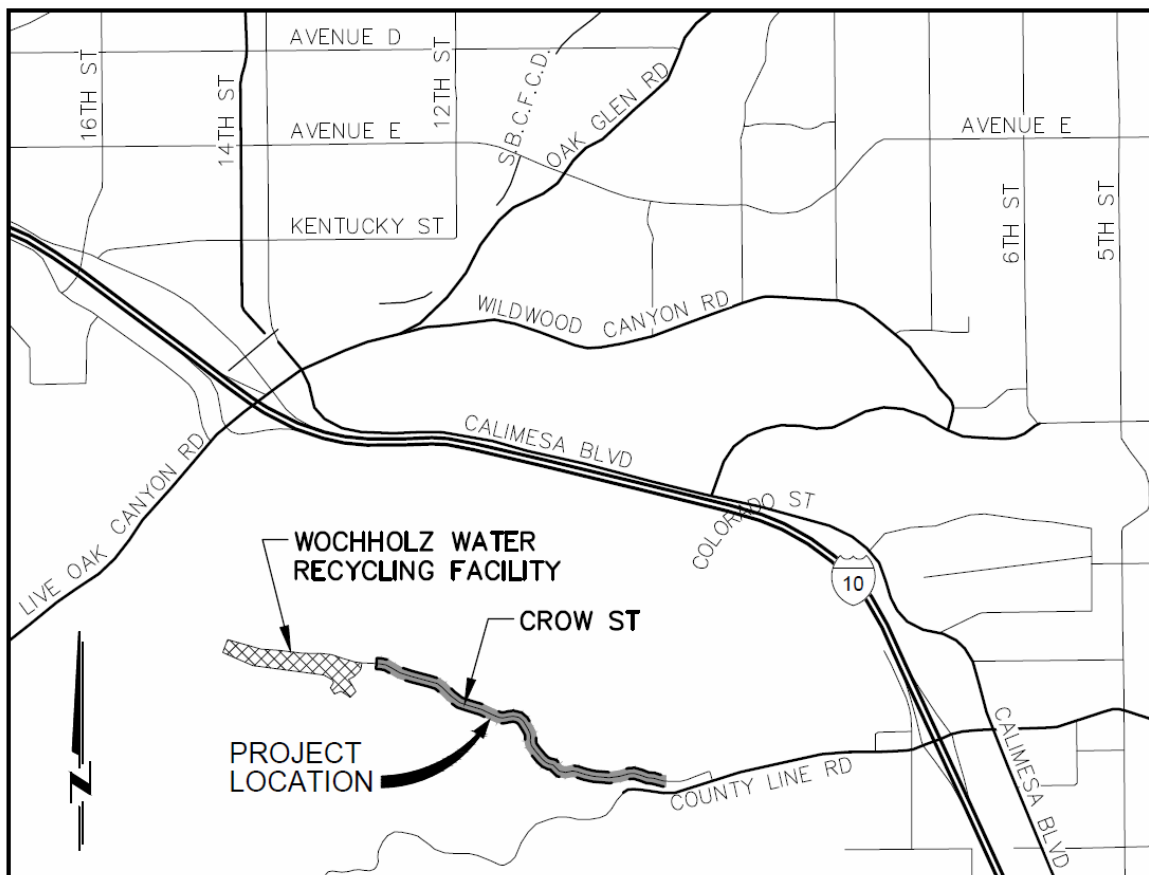 AVENUE D
16TH ST
14TH ST
12TH ST
S.B.C.F.C.D.
OAK GLEN RD
AVENUE E
AVENUE E
KENTUCKY ST
6TH ST
5TH ST
WILDWOOD CANYON RD
CALIMESA BLVD
LIVE OAK CANYON RD
COLORADO ST
10
WOCHHOLZ WATER
RECYCLING FACILITY
CROW ST
PROJECT
LOCATION
COUNTY LINE RD
CALIMESA BLVD
N